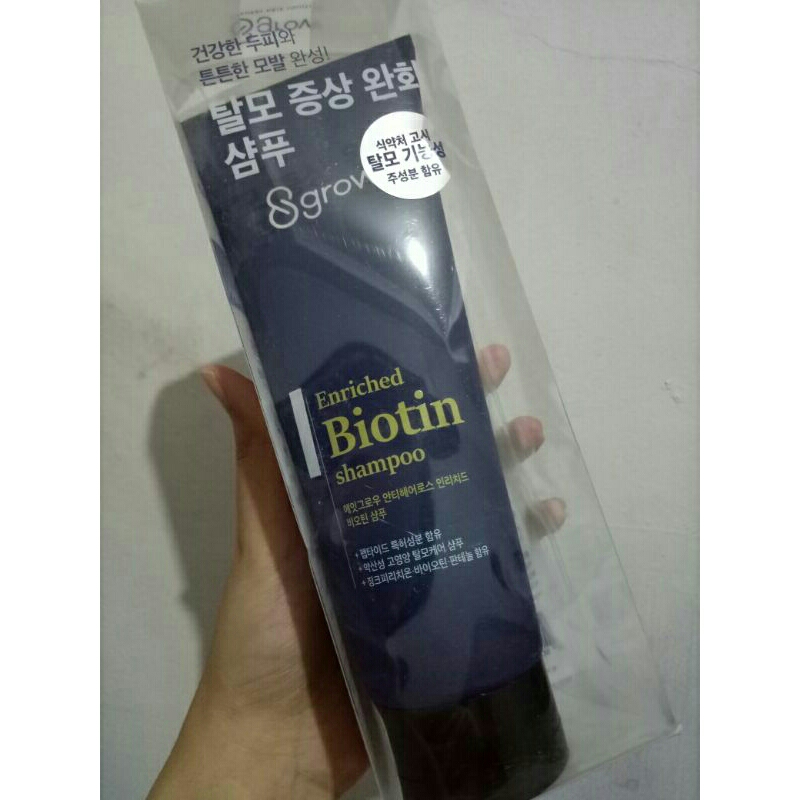 건강한 두피와
튼튼한 모발 완성!
탈모 증상 완화
샴푸
식약처 고시
탈모 기능성
주성분 함유
8grow
Enriched
Biotin
shampoo
에잇그로우 안티헤어로스 인리치드
비오틴 샴푸
+ 펩타이드 특허성분 함유
+ 약산성 고영양 탈모케어 샴푸
+ 징크피리치온·바이오틴·판테놀 함유